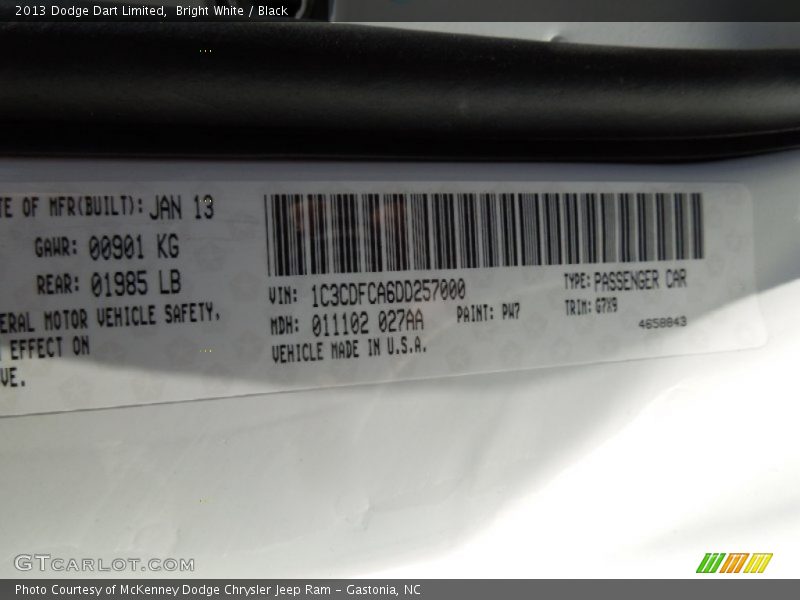 2013 Dodge Dart Limited, Bright White / Black
TE OF MFR(BUILT): JAN 13
GAWR: 00901 KG
REAR: 01985 LB
ERAL MOTOR VEHICLE SAFETY,
EFFECT ON
VE.
VIN: 1C3CDFCA6DD257000
TYPE: PASSENGER CAR
MDH: 011102 027AA
PAINT: PW7
TRIM: G7X9
VEHICLE MADE IN U.S.A.
4658843
GTCARLOT.COM
Photo Courtesy of McKenney Dodge Chrysler Jeep Ram - Gastonia, NC